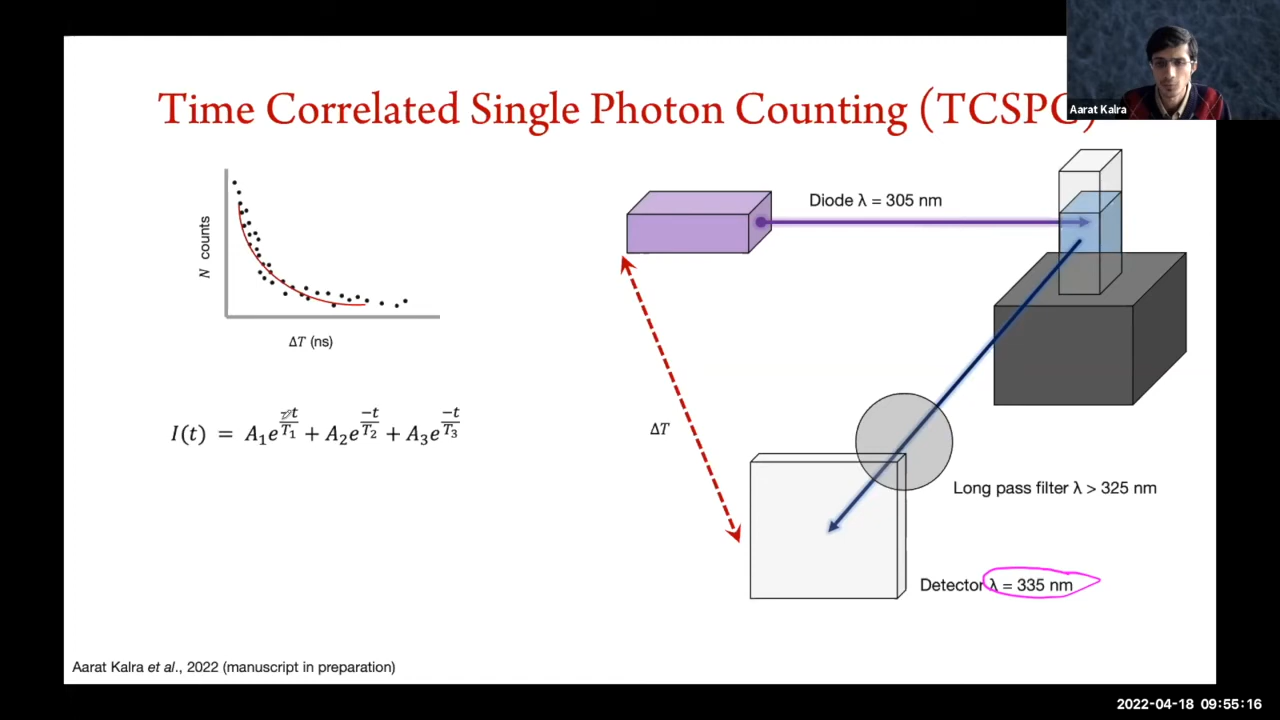 Time Correlated Single Photon Counting (TCSPC)
Aarat Kalra
N counts
ΔT (ns)
I(t) = A₁e^(-t/T₁) + A₂e^(-t/T₂) + A₃e^(-t/T₃)
Diode λ = 305 nm
ΔT
Long pass filter λ > 325 nm
Detector λ = 335 nm
Aarat Kalra et al., 2022 (manuscript in preparation)
2022-04-18 09:55:16